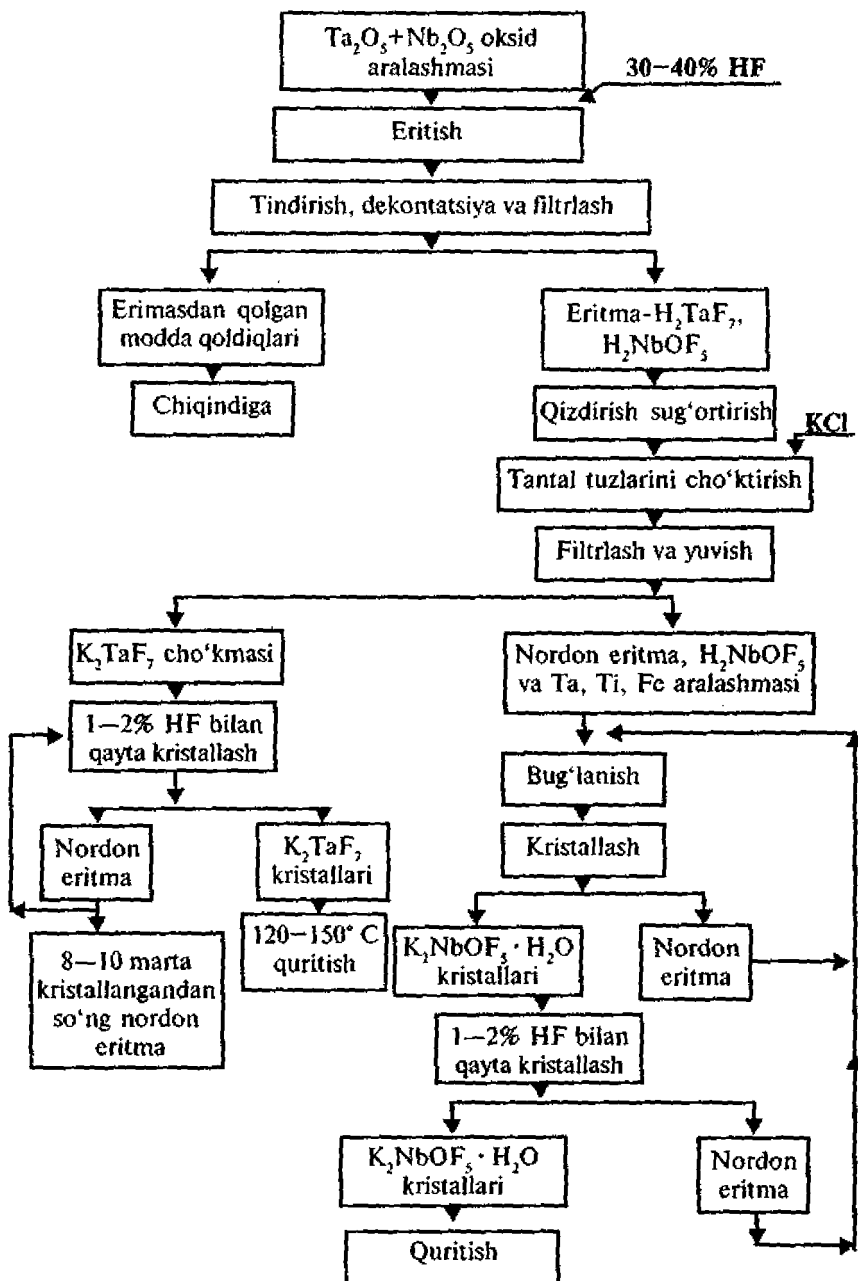 Ta₂O₅+Nb₂O₅ oksid
aralashmasi
30—40% HF
Eritish
Tindirish, dekontatsiya va filtrlash
Erimasdan qolgan
modda qoldiqlari
Eritma-H₂TaF₇,
H₂NbOF₅
Chiqindiga
Qizdirish sug‘ortirish
KCl
Tantal tuzlarini cho‘ktirish
Filtrlash va yuvish
K₂TaF₇ cho‘kmasi
Nordon eritma, H₂NbOF₅
va Ta, Ti, Fe aralashmasi
1—2% HF bilan
qayta kristallash
Bug‘lanish
Nordon
eritma
K₂TaF₇
kristallari
Kristallash
8—10 marta
kristallangandan
so‘ng nordon
eritma
120—150° C
quritish
K₂NbOF₅ · H₂O
kristallari
Nordon
eritma
1—2% HF bilan
qayta kristallash
K₂NbOF₅ · H₂O
kristallari
Nordon
eritma
Quritish